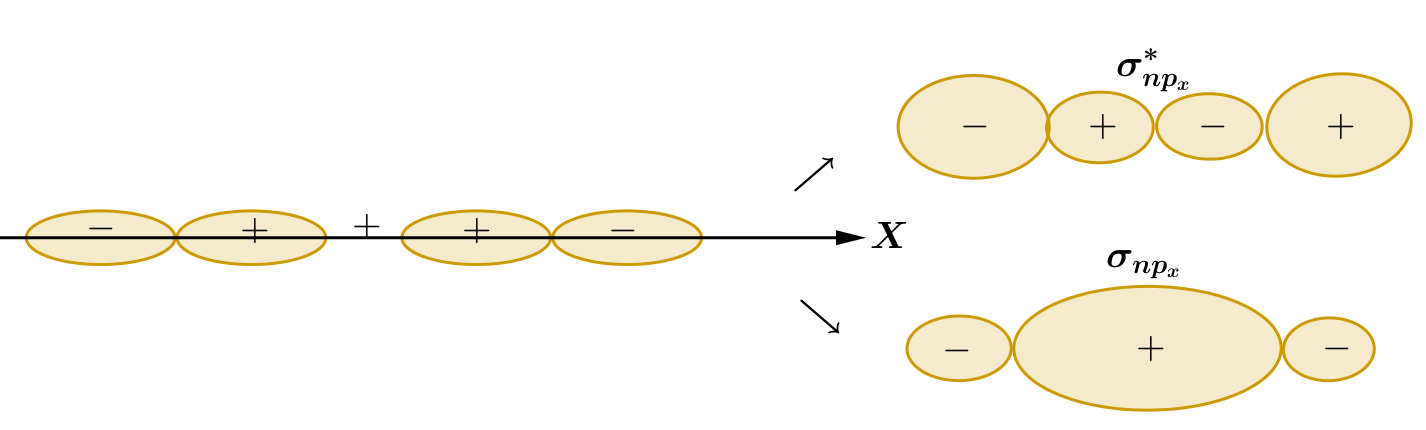 σ*npₓ
− + − +
− + + + − X
σnpₓ
− + −